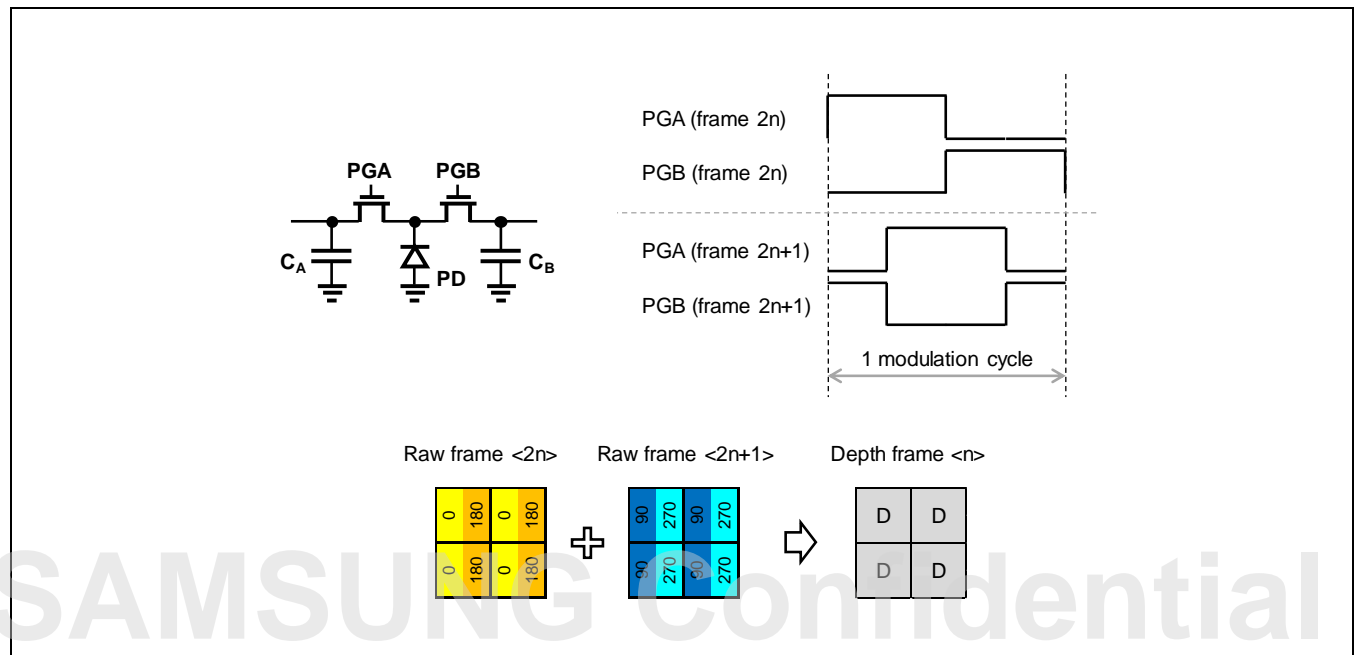 PGA (frame 2n)
PGB (frame 2n)
PGA PGB
CA PD CB
PGA (frame 2n+1)
PGB (frame 2n+1)
1 modulation cycle
Raw frame <2n> Raw frame <2n+1> Depth frame <n>
0 180 0 180 90 270 90 270 D D
0 180 0 180 90 270 90 270 D D
SAMSUNG Confidential